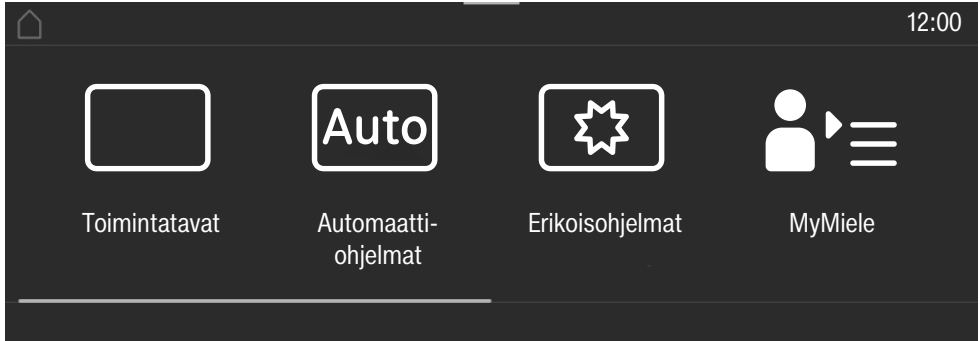 12:00
Auto
Toimintatavat
Automaatti-
ohjelmat
Erikoisohjelmat
MyMiele